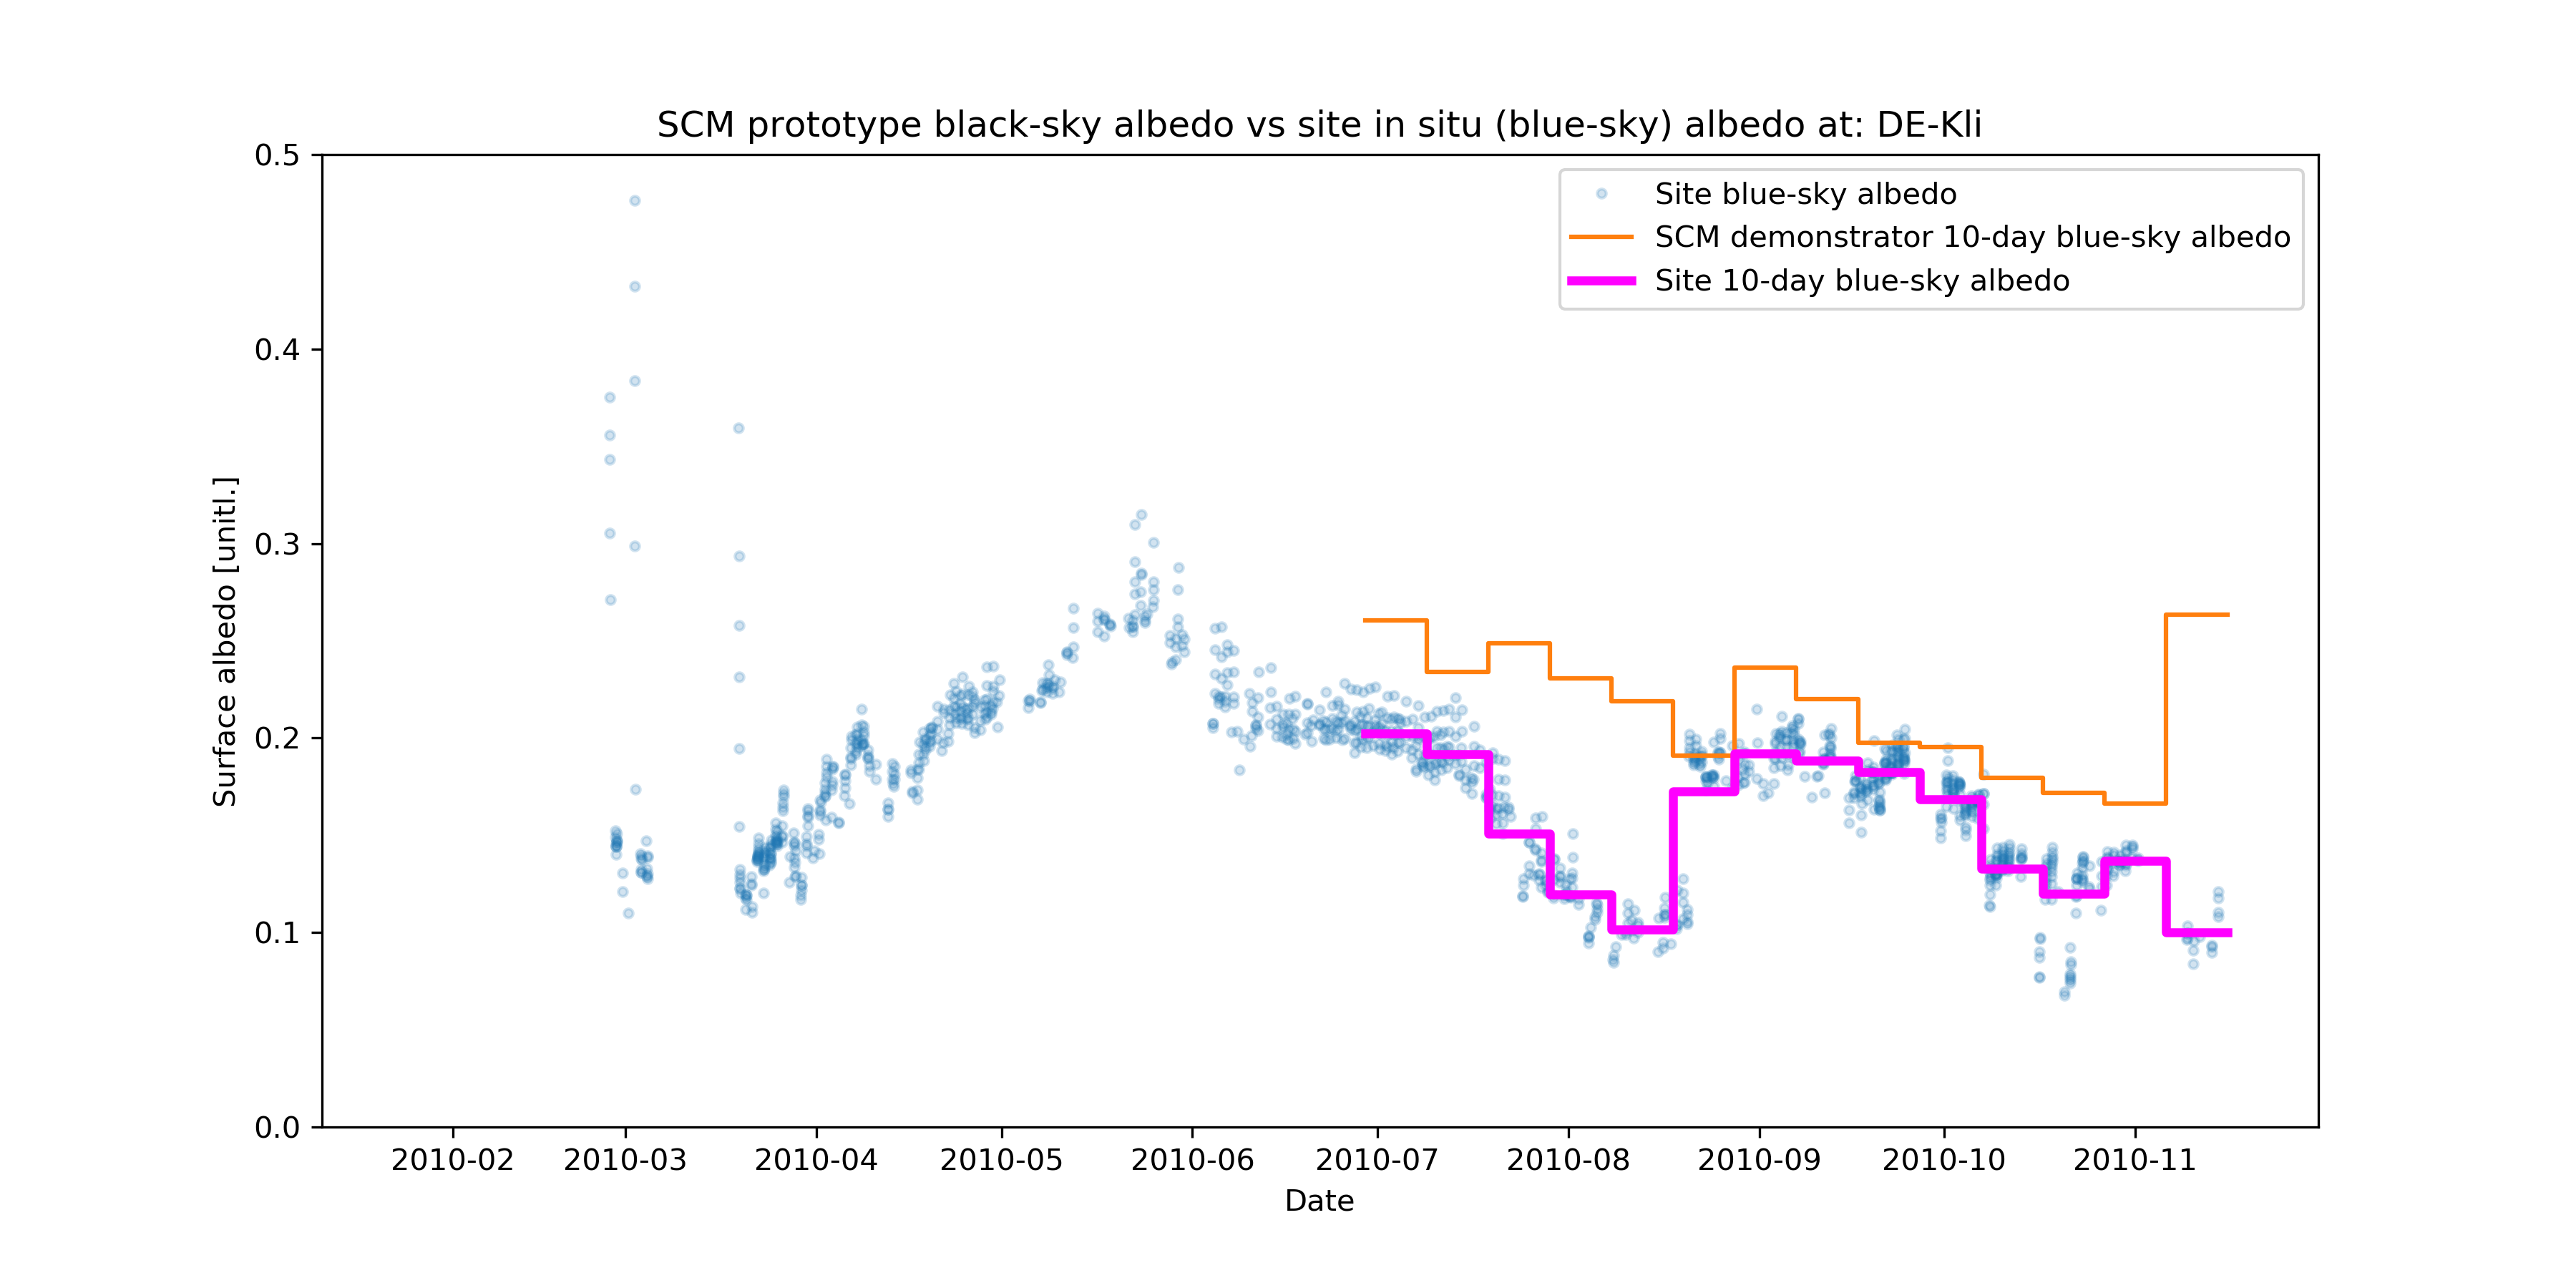 SCM prototype black-sky albedo vs site in situ (blue-sky) albedo at: DE-Kli
0.5
0.4
0.3
0.2
0.1
0.0
Surface albedo [unitl.]
Site blue-sky albedo
SCM demonstrator 10-day blue-sky albedo
Site 10-day blue-sky albedo
2010-02 2010-03 2010-04 2010-05 2010-06 2010-07 2010-08 2010-09 2010-10 2010-11
Date